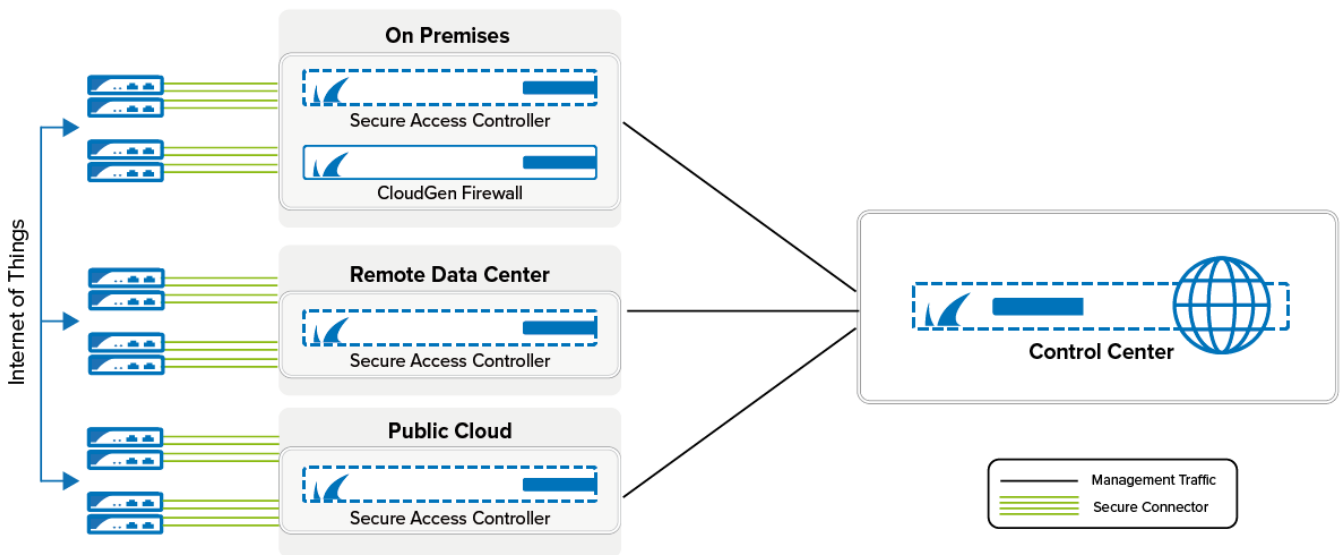 Internet of Things
On Premises
Secure Access Controller
CloudGen Firewall
Remote Data Center
Secure Access Controller
Public Cloud
Secure Access Controller
Control Center
Management Traffic
Secure Connector